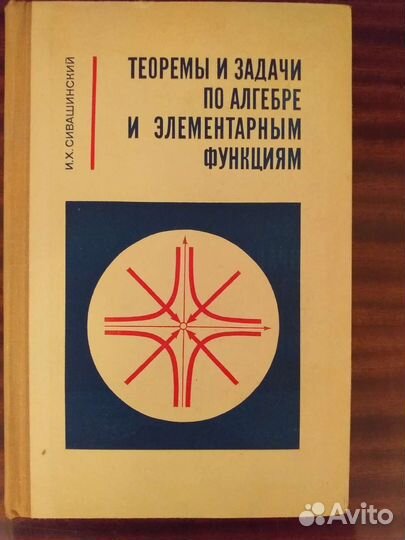 И.Х. СИВАШИНСКИЙ
ТЕОРЕМЫ И ЗАДАЧИ
ПО АЛГЕБРЕ
И ЭЛЕМЕНТАРНЫМ
ФУНКЦИЯМ
Avito